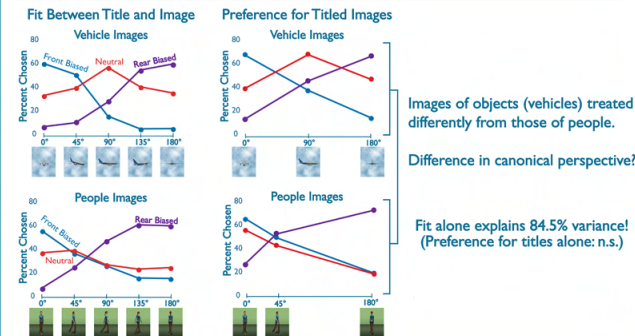 Fit Between Title and Image
Vehicle Images
Percent Chosen
80
60
40
20
0
Front Biased
Neutral
Rear Biased
0° 45° 90° 135° 180°
People Images
Percent Chosen
80
60
40
20
0
Front Biased
Neutral
Rear Biased
0° 45° 90° 135° 180°
Preference for Titled Images
Vehicle Images
Percent Chosen
80
60
40
20
0
0° 90° 180°
People Images
Percent Chosen
80
60
40
20
0
0° 45° 180°
Images of objects (vehicles) treated
differently from those of people.
Difference in canonical perspective?
Fit alone explains 84.5% variance!
(Preference for titles alone: n.s.)